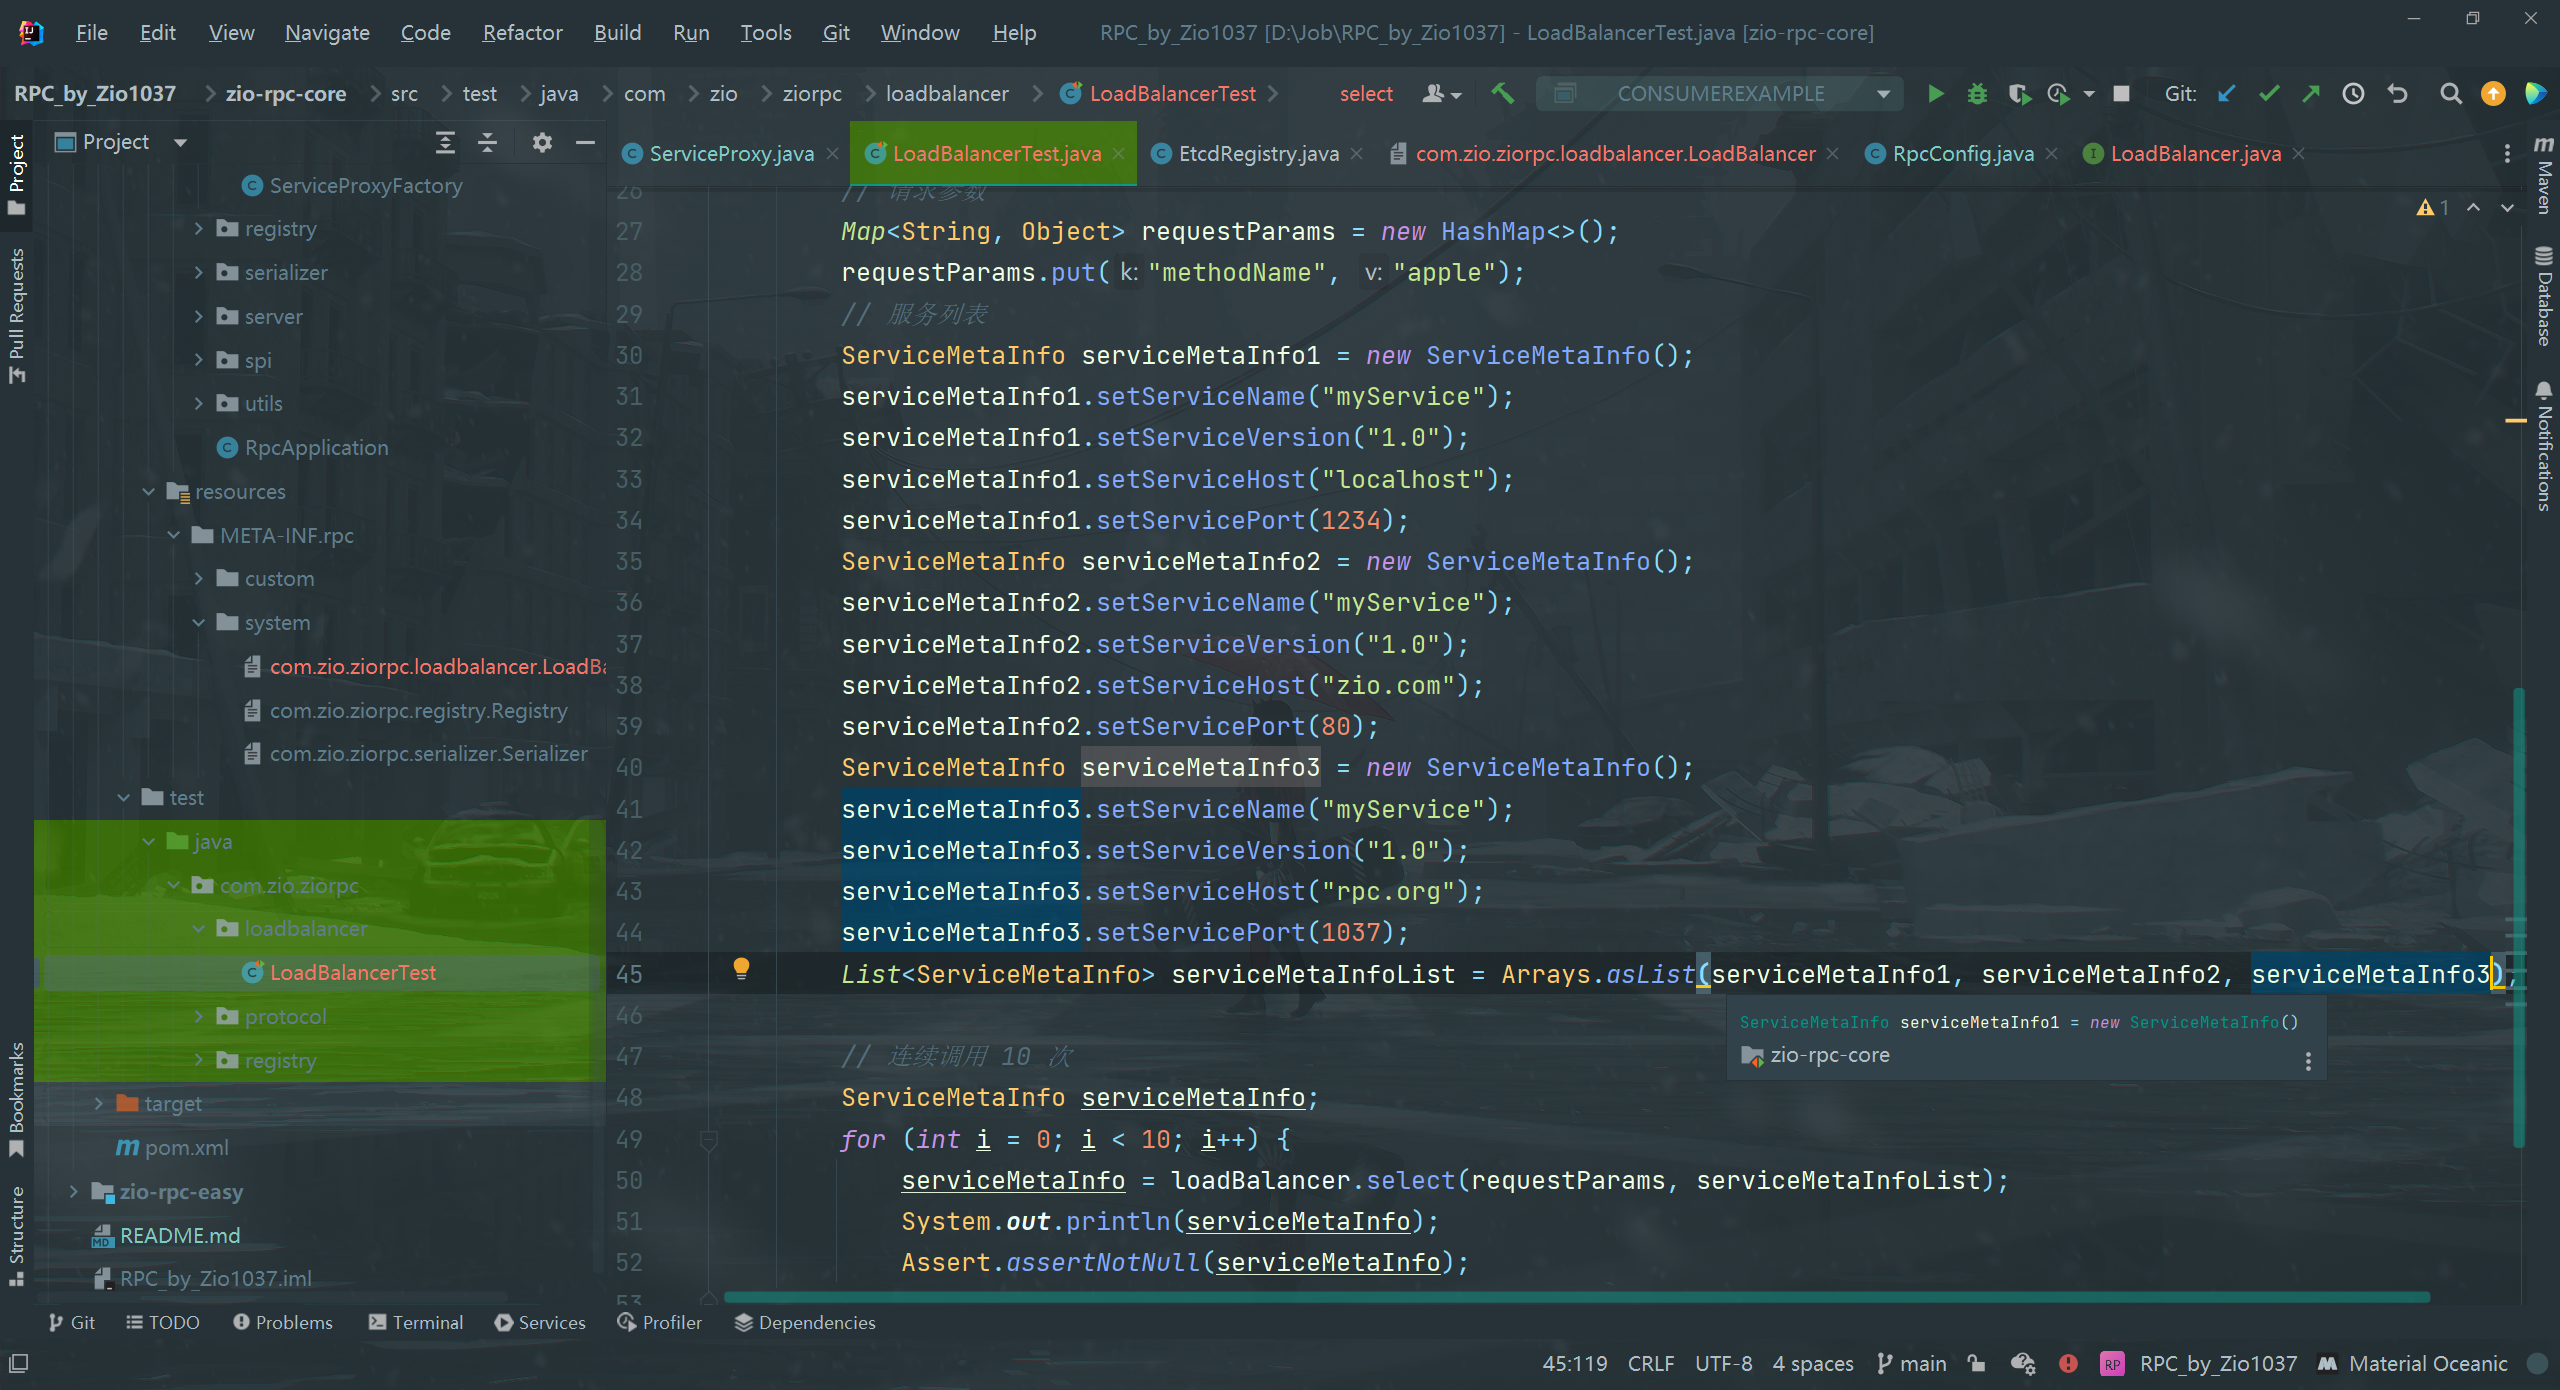 File Edit View Navigate Code Refactor Build Run Tools Git Window Help RPC_by_Zio1037 [D:\Job\RPC_by_Zio1037] - LoadBalancerTest.java [zio-rpc-core]
RPC_by_Zio1037 zio-rpc-core src test java com zio ziorpc loadbalancer LoadBalancerTest select CONSUMEREXAMPLE Git:
Project
ServiceProxy.java LoadBalancerTest.java EtcdRegistry.java com.zio.ziorpc.loadbalancer.LoadBalancer RpcConfig.java LoadBalancer.java
Project
Pull Requests
Bookmarks
Structure
ServiceProxyFactory
registry
serializer
server
spi
utils
RpcApplication
resources
META-INF.rpc
custom
system
com.zio.ziorpc.loadbalancer.LoadBa
com.zio.ziorpc.registry.Registry
com.zio.ziorpc.serializer.Serializer
test
java
com.zio.ziorpc
loadbalancer
LoadBalancerTest
protocol
registry
target
pom.xml
zio-rpc-easy
README.md
RPC_by_Zio1037.iml
26 // 请求参数
27 Map<String, Object> requestParams = new HashMap<>();
28 requestParams.put( k: "methodName", v: "apple");
29 // 服务列表
30 ServiceMetaInfo serviceMetaInfo1 = new ServiceMetaInfo();
31 serviceMetaInfo1.setServiceName("myService");
32 serviceMetaInfo1.setServiceVersion("1.0");
33 serviceMetaInfo1.setServiceHost("localhost");
34 serviceMetaInfo1.setServicePort(1234);
35 ServiceMetaInfo serviceMetaInfo2 = new ServiceMetaInfo();
36 serviceMetaInfo2.setServiceName("myService");
37 serviceMetaInfo2.setServiceVersion("1.0");
38 serviceMetaInfo2.setServiceHost("zio.com");
39 serviceMetaInfo2.setServicePort(80);
40 ServiceMetaInfo serviceMetaInfo3 = new ServiceMetaInfo();
41 serviceMetaInfo3.setServiceName("myService");
42 serviceMetaInfo3.setServiceVersion("1.0");
43 serviceMetaInfo3.setServiceHost("rpc.org");
44 serviceMetaInfo3.setServicePort(1037);
45 List<ServiceMetaInfo> serviceMetaInfoList = Arrays.asList(serviceMetaInfo1, serviceMetaInfo2, serviceMetaInfo3);
46
47 // 连续调用 10 次
48 ServiceMetaInfo serviceMetaInfo;
49 for (int i = 0; i < 10; i++) {
50 serviceMetaInfo = loadBalancer.select(requestParams, serviceMetaInfoList);
51 System.out.println(serviceMetaInfo);
52 Assert.assertNotNull(serviceMetaInfo);
53
1
ServiceMetaInfo serviceMetaInfo1 = new ServiceMetaInfo()
zio-rpc-core
m Maven
Database
Notifications
Git TODO Problems Terminal Services Profiler Dependencies
45:119 CRLF UTF-8 4 spaces main RP RPC_by_Zio1037 Material Oceanic